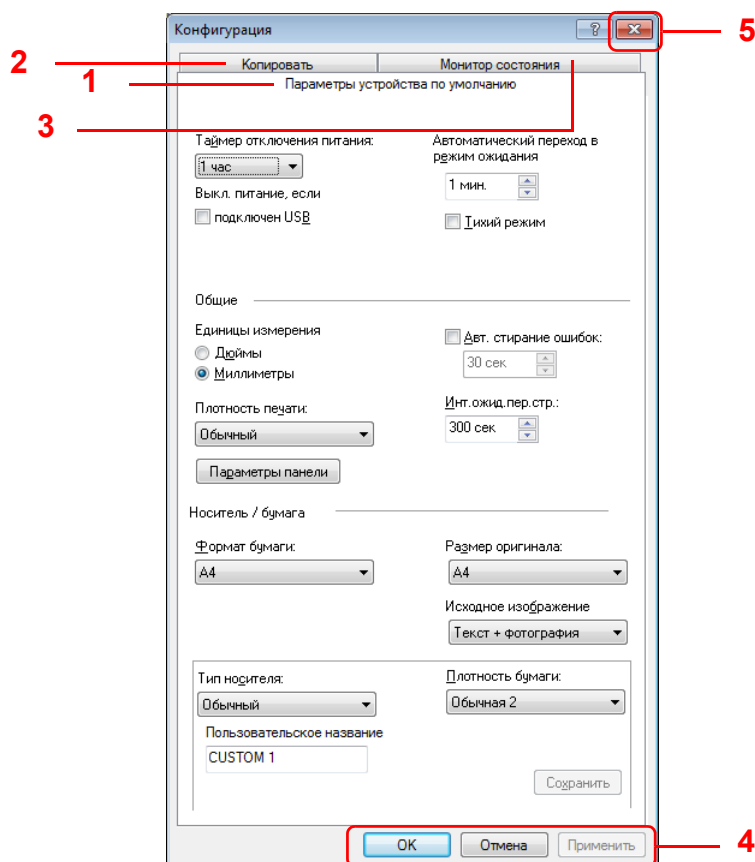 Конфигурация
?
5
2
Копировать
Монитор состояния
1
Параметры устройства по умолчанию
3
Таймер отключения питания:
Автоматический переход в режим ожидания
1 час
1 мин.
Выкл. питание, если
подключен USB
Тихий режим
Общие
Единицы измерения
Авт. стирание ошибок:
Дюймы
30 сек
Миллиметры
Плотность печати:
Инт.ожид.пер.стр.:
Обычный
300 сек
Параметры панели
Носитель / бумага
Формат бумаги:
Размер оригинала:
A4
A4
Исходное изображение
Текст + фотография
Тип носителя:
Плотность бумаги:
Обычный
Обычная 2
Пользовательское название
CUSTOM 1
Сохранить
OK
Отмена
Применить
4